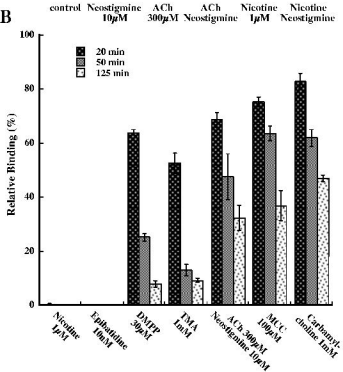 control Neostigmine ACh ACh Nicotine Nicotine
10µM 300µM Neostigmine 1µM Neostigmine
B
100
80
60
40
20
0
Relative Binding (%)
20 min
50 min
125 min
Nicotine
1µM
Epibatidine
10nM
DMPP
30µM
TMA
1mM
ACh 300µM
Neostigmine 10µM
MCC
100µM
Carbamyl-
choline 1mM